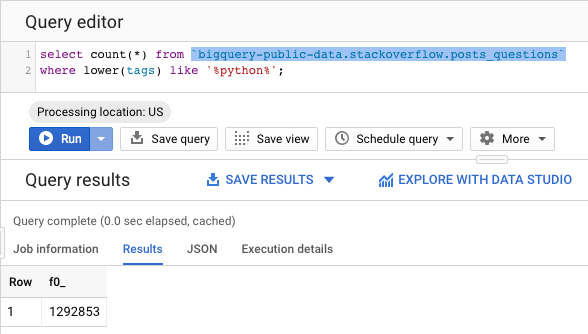 Query editor
1 select count(*) from `bigquery-public-data.stackoverflow.posts_questions`
2 where lower(tags) like '%python%';
Processing location: US
Run Save query Save view Schedule query More
Query results SAVE RESULTS EXPLORE WITH DATA STUDIO
Query complete (0.0 sec elapsed, cached)
Job information Results JSON Execution details
Row f0_
1 1292853